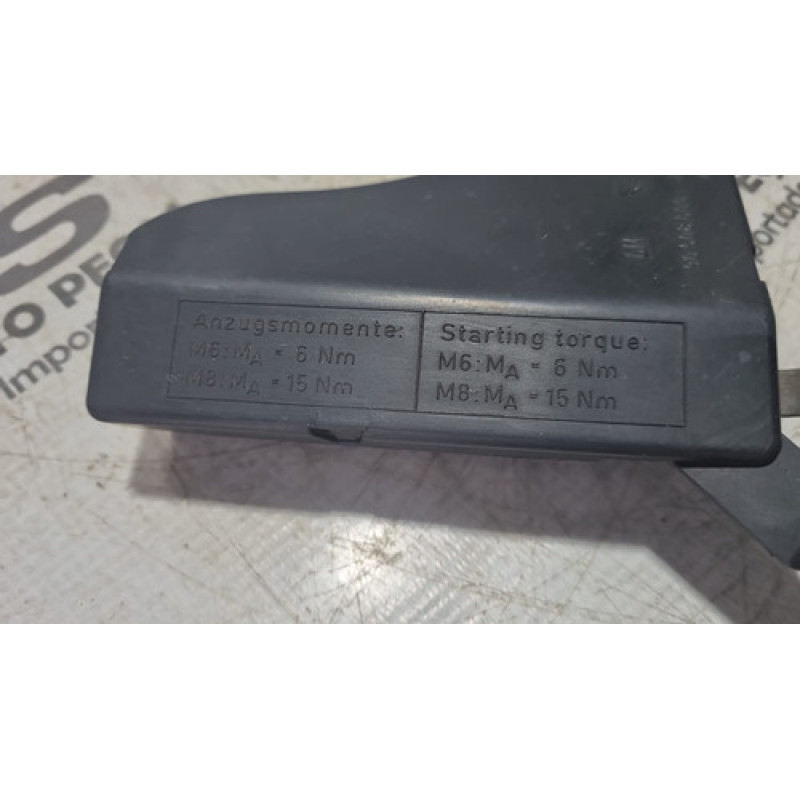 Anzugsmomente:
M6:MA = 6 Nm
M8:MA = 15 Nm
Starting torque:
M6:MA = 6 Nm
M8:MA = 15 Nm